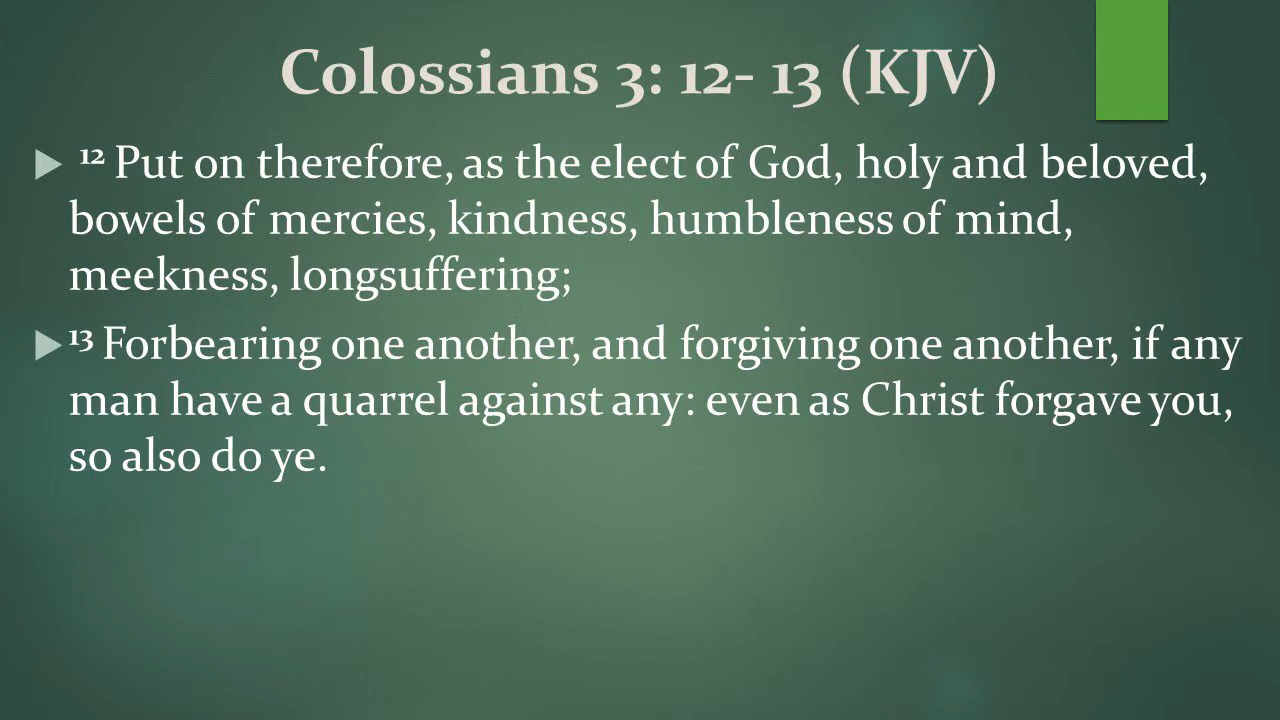 Colossians 3: 12- 13 (KJV)
12 Put on therefore, as the elect of God, holy and beloved,
bowels of mercies, kindness, humbleness of mind,
meekness, longsuffering;
13 Forbearing one another, and forgiving one another, if any
man have a quarrel against any: even as Christ forgave you,
so also do ye.